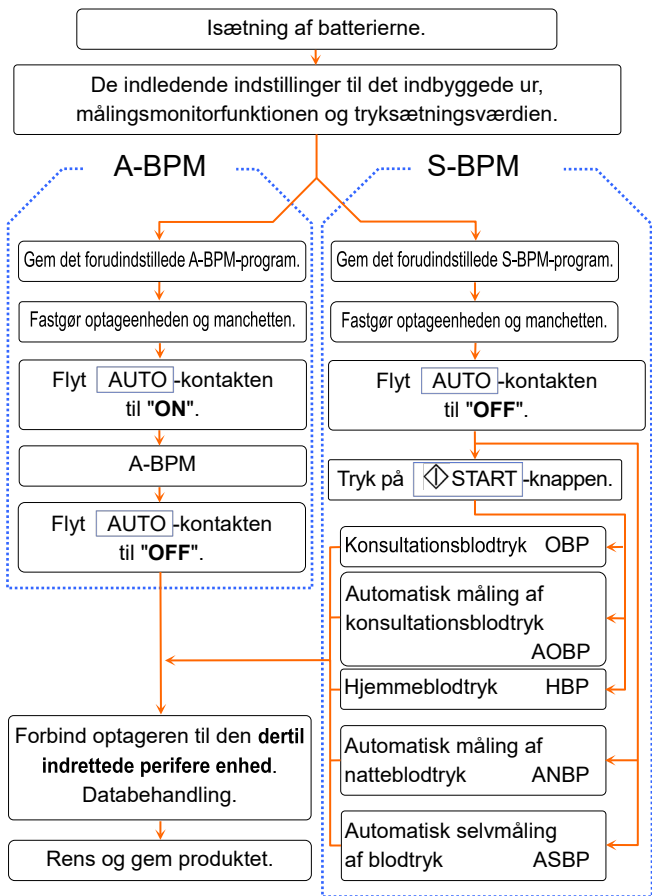 Isætning af batterierne.
De indledende indstillinger til det indbyggede ur,
målingsmonitorfunktionen og tryksætningsværdien.
A-BPM
Gem det forudindstillede A-BPM-program.
Fastgør optageenheden og manchetten.
Flyt AUTO -kontakten
til "ON".
A-BPM
Flyt AUTO -kontakten
til "OFF".
S-BPM
Gem det forudindstillede S-BPM-program.
Fastgør optageenheden og manchetten.
Flyt AUTO -kontakten
til "OFF".
Tryk på START -knappen.
Konsultationsblodtryk OBP
Automatisk måling af
konsultationsblodtryk
AOBP
Hjemmeblodtryk HBP
Automatisk måling af
natteblodtryk ANBP
Automatisk selvmåling
af blodtryk ASBP
Forbind optageren til den dertil
indrettede perifere enhed.
Databehandling.
Rens og gem produktet.